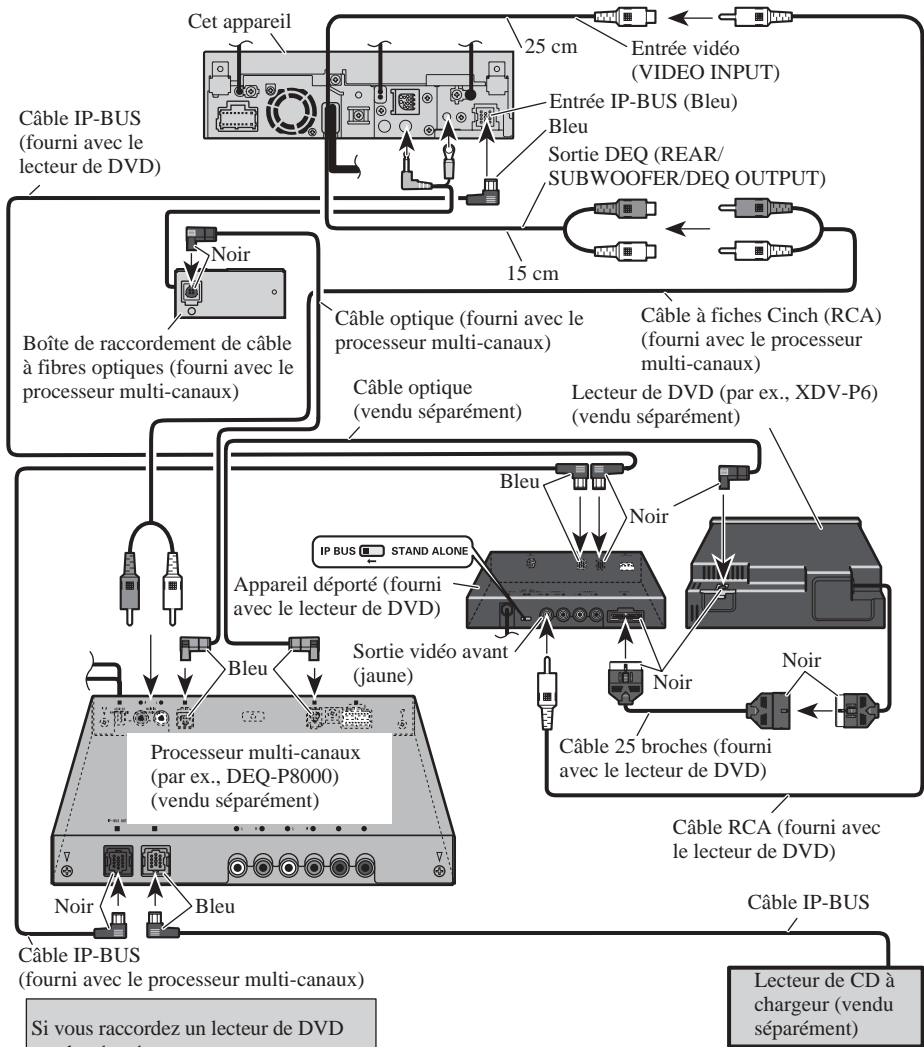 Cet appareil
25 cm
Entrée vidéo
(VIDEO INPUT)
Entrée IP-BUS (Bleu)
Bleu
Câble IP-BUS
(fourni avec le
lecteur de DVD)
Sortie DEQ (REAR/
SUBWOOFER/DEQ OUTPUT)
Noir
15 cm
Boîte de raccordement de câble
à fibres optiques (fourni avec le
processeur multi-canaux)
Câble optique (fourni avec le
processeur multi-canaux)
Câble à fiches Cinch (RCA)
(fourni avec le processeur
multi-canaux)
Câble optique
(vendu séparément)
Lecteur de DVD (par ex., XDV-P6)
(vendu séparément)
Bleu
Noir
IP BUS STAND ALONE
←
Appareil déporté (fourni
avec le lecteur de DVD)
Sortie vidéo avant
(jaune)
Bleu
Noir
Noir
Câble 25 broches (fourni
avec le lecteur de DVD)
Processeur multi-canaux
(par ex., DEQ-P8000)
(vendu séparément)
Câble RCA (fourni avec
le lecteur de DVD)
Noir
Bleu
Câble IP-BUS
Câble IP-BUS
(fourni avec le processeur multi-canaux)
Lecteur de CD à
chargeur (vendu
séparément)
Si vous raccordez un lecteur de DVD